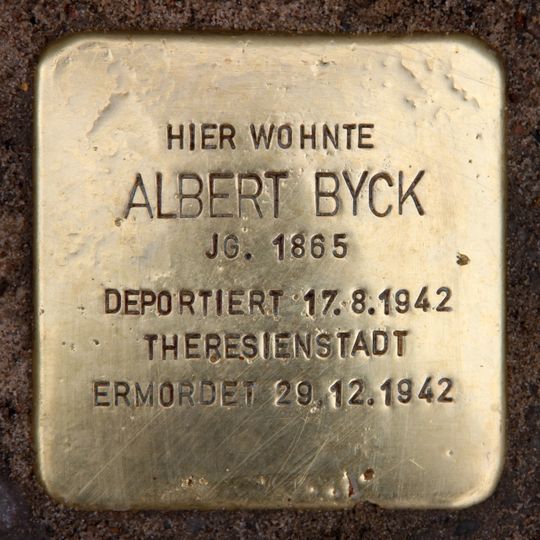 HIER WOHNTE
ALBERT BYCK
JG. 1865
DEPORTIERT 17.8.1942
THERESIENSTADT
ERMORDET 29.12.1942